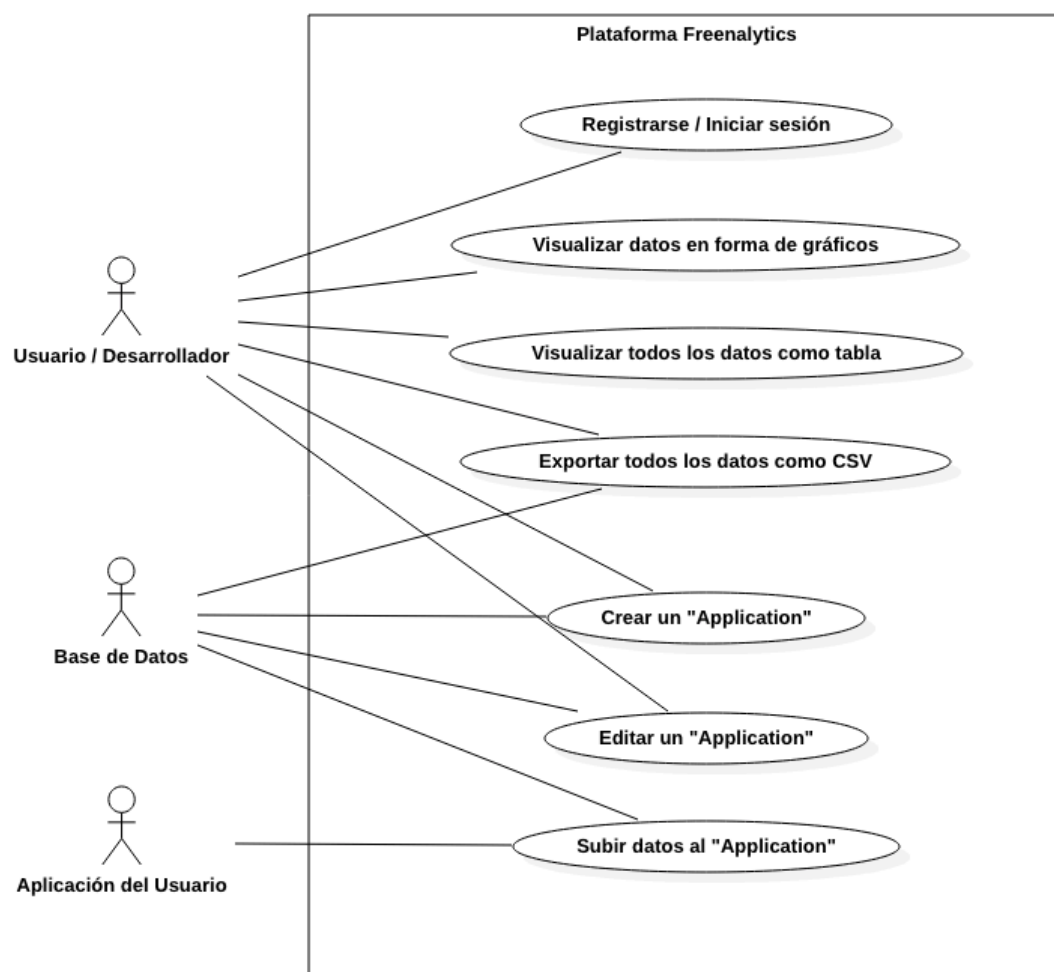 Plataforma Freenalytics
Registrarse / Iniciar sesión
Visualizar datos en forma de gráficos
Usuario / Desarrollador
Visualizar todos los datos como tabla
Exportar todos los datos como CSV
Crear un "Application"
Base de Datos
Editar un "Application"
Subir datos al "Application"
Aplicación del Usuario